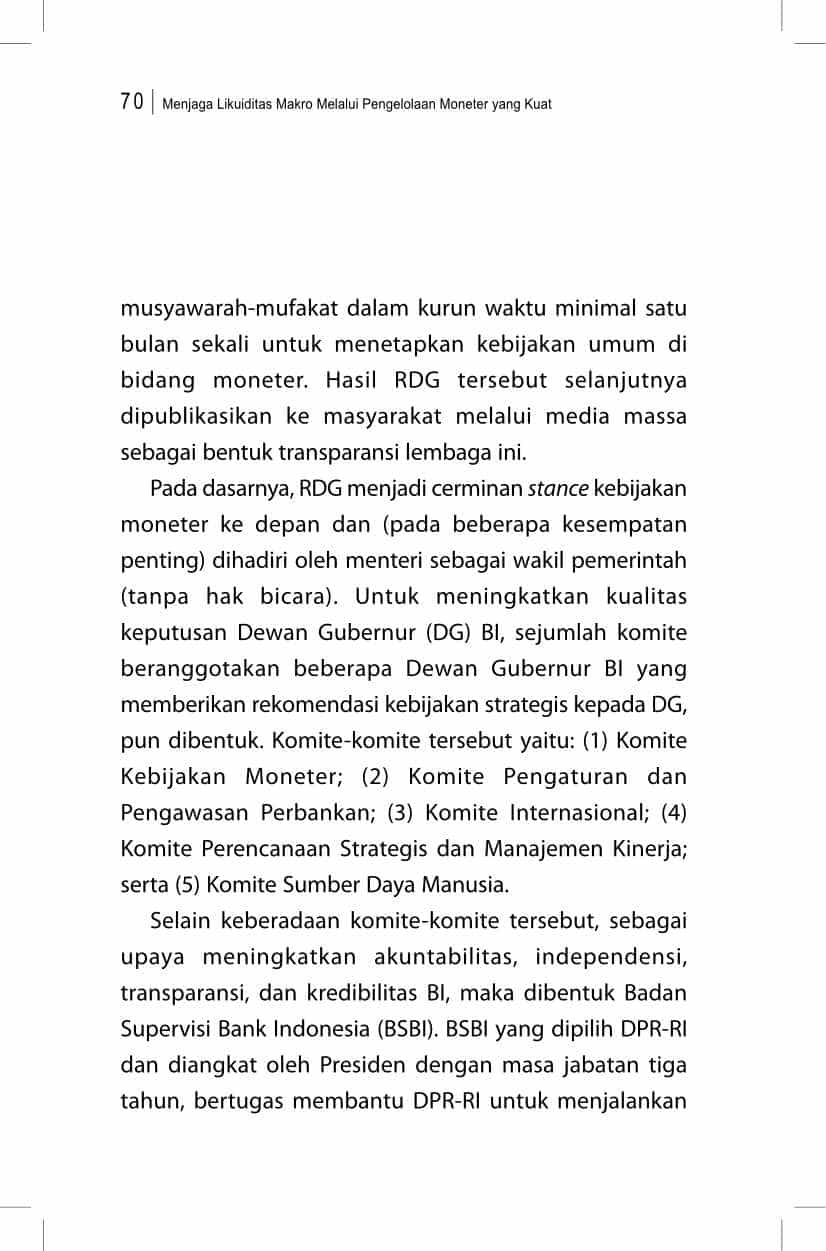 70 | Menjaga Likuiditas Makro Melalui Pengelolaan Moneter yang Kuat
musyawarah-mufakat dalam kurun waktu minimal satu
bulan sekali untuk menetapkan kebijakan umum di
bidang moneter. Hasil RDG tersebut selanjutnya
dipublikasikan ke masyarakat melalui media massa
sebagai bentuk transparansi lembaga ini.
Pada dasarnya, RDG menjadi cerminan stance kebijakan
moneter ke depan dan (pada beberapa kesempatan
penting) dihadiri oleh menteri sebagai wakil pemerintah
(tanpa hak bicara). Untuk meningkatkan kualitas
keputusan Dewan Gubernur (DG) BI, sejumlah komite
beranggotakan beberapa Dewan Gubernur BI yang
memberikan rekomendasi kebijakan strategis kepada DG,
pun dibentuk. Komite-komite tersebut yaitu: (1) Komite
Kebijakan Moneter; (2) Komite Pengaturan dan
Pengawasan Perbankan; (3) Komite Internasional; (4)
Komite Perencanaan Strategis dan Manajemen Kinerja;
serta (5) Komite Sumber Daya Manusia.
Selain keberadaan komite-komite tersebut, sebagai
upaya meningkatkan akuntabilitas, independensi,
transparansi, dan kredibilitas BI, maka dibentuk Badan
Supervisi Bank Indonesia (BSBI). BSBI yang dipilih DPR-RI
dan diangkat oleh Presiden dengan masa jabatan tiga
tahun, bertugas membantu DPR-RI untuk menjalankan